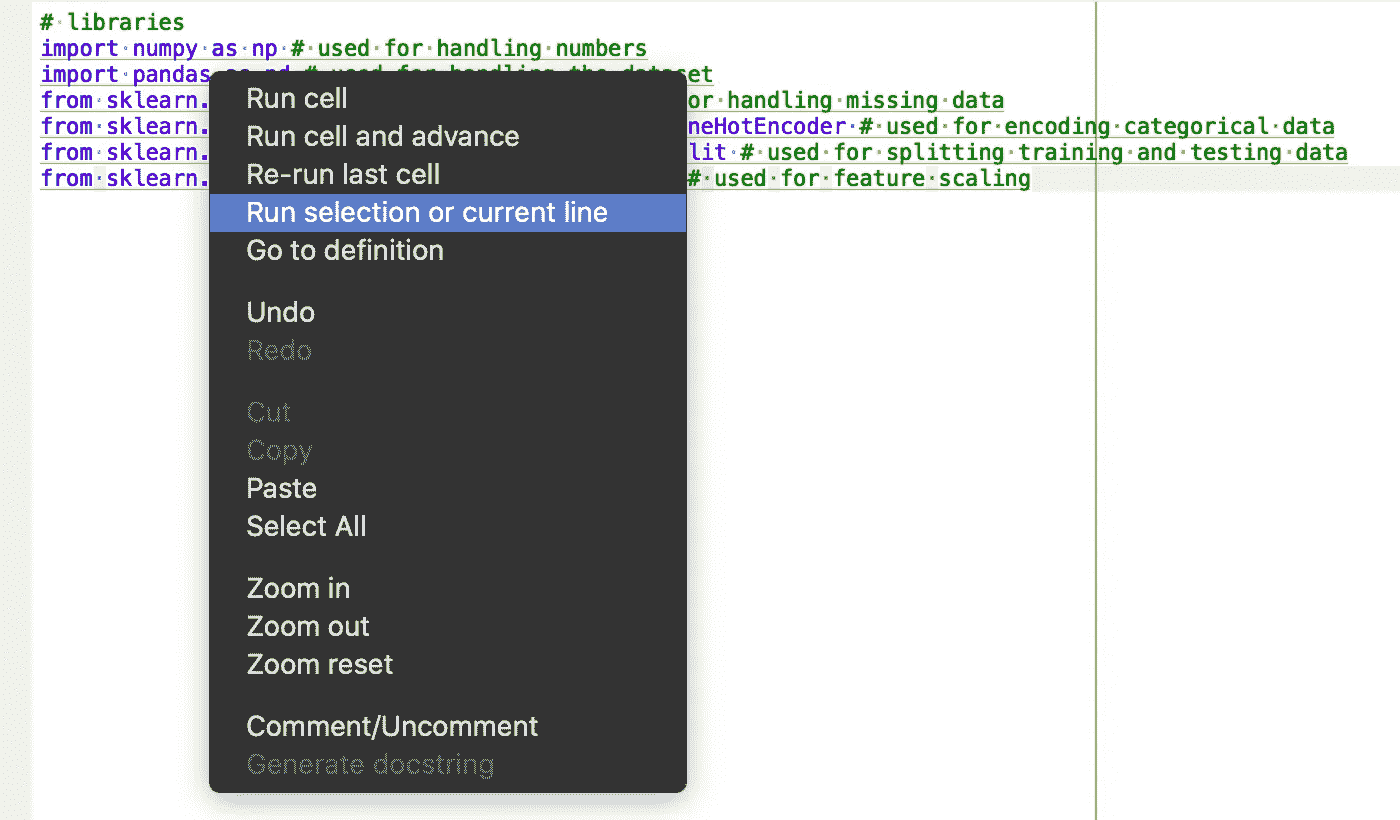 # libraries
import numpy as np # used for handling numbers
import pandas as pd # used for handling the dataset
from sklearn. or handling missing data
from sklearn. neHotEncoder # used for encoding categorical data
from sklearn. lit # used for splitting training and testing data
from sklearn. # used for feature scaling
Run cell
Run cell and advance
Re-run last cell
Run selection or current line
Go to definition
Undo
Redo
Cut
Copy
Paste
Select All
Zoom in
Zoom out
Zoom reset
Comment/Uncomment
Generate docstring